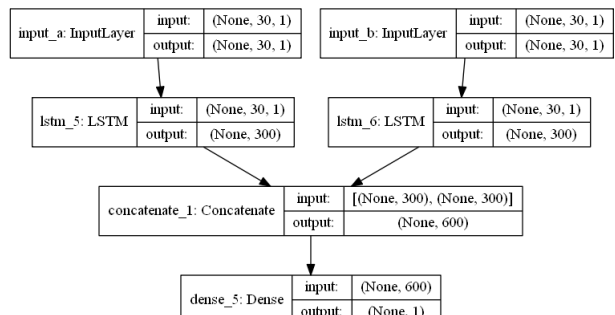 input_a: InputLayer
input: (None, 30, 1)
output: (None, 30, 1)
input_b: InputLayer
input: (None, 30, 1)
output: (None, 30, 1)
lstm_5: LSTM
input: (None, 30, 1)
output: (None, 300)
lstm_6: LSTM
input: (None, 30, 1)
output: (None, 300)
concatenate_1: Concatenate
input: [(None, 300), (None, 300)]
output: (None, 600)
dense_5: Dense
input: (None, 600)
output: (None, 1)